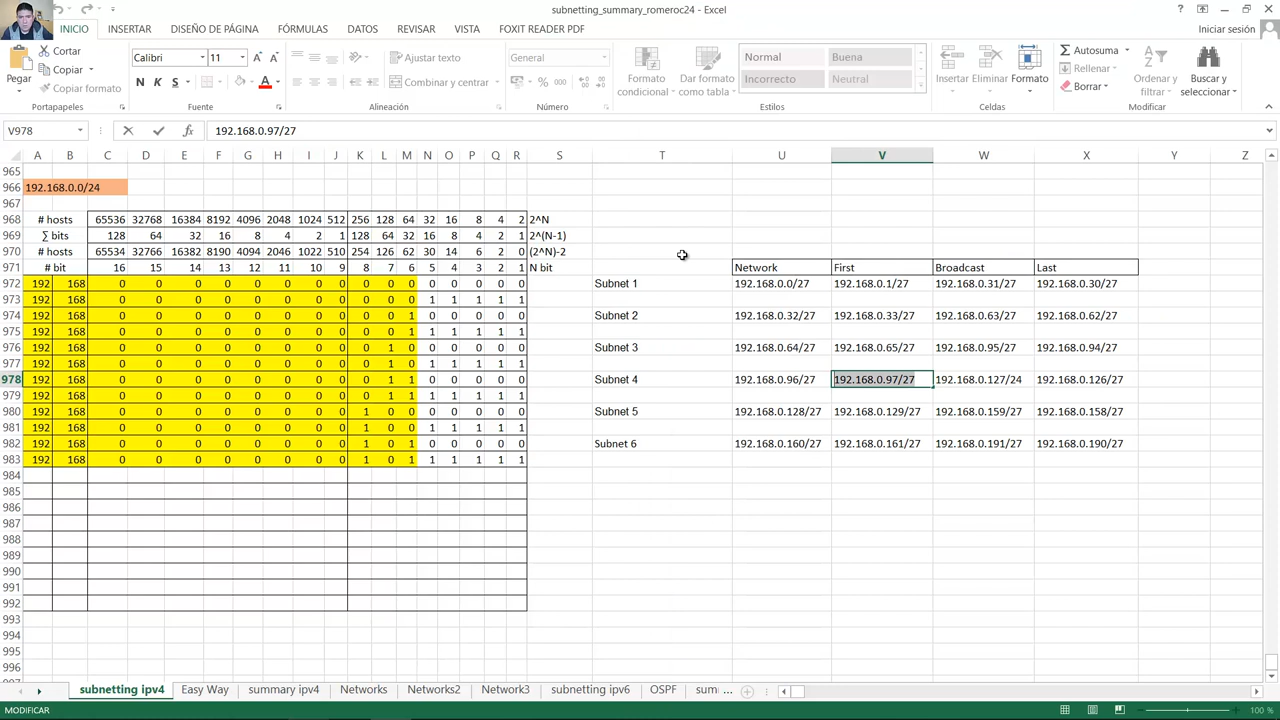 subnetting_summary_romeroc24 - Excel
INICIO INSERTAR DISEÑO DE PÁGINA FÓRMULAS DATOS REVISAR VISTA FOXIT READER PDF Iniciar sesión
Pegar
Cortar
Copiar
Copiar formato
Portapapeles
Calibri 11
N K S
Fuente
Ajustar texto
Combinar y centrar
Alineación
General
% 000
Número
Formato condicional
Dar formato como tabla
Normal Buena
Incorrecto Neutral
Estilos
Insertar Eliminar Formato
Celdas
Autosuma
Rellenar
Borrar
Ordenar y filtrar
Buscar y seleccionar
Modificar
V978 fx 192.168.0.97/27
A B C D E F G H I J K L M N O P Q R S T U V W X Y Z
965
966 192.168.0.0/24
967
968 # hosts 65536 32768 16384 8192 4096 2048 1024 512 256 128 64 32 16 8 4 2 2^N
969 ∑ bits 128 64 32 16 8 4 2 1 128 64 32 16 8 4 2 1 2^(N-1)
970 # hosts 65534 32766 16382 8190 4094 2046 1022 510 254 126 62 30 14 6 2 0 (2^N)-2
971 # bit 16 15 14 13 12 11 10 9 8 7 6 5 4 3 2 1 N bit Network First Broadcast Last
972 192 168 0 0 0 0 0 0 0 0 0 0 0 0 0 0 0 0 Subnet 1 192.168.0.0/27 192.168.0.1/27 192.168.0.31/27 192.168.0.30/27
973 192 168 0 0 0 0 0 0 0 0 0 0 0 1 1 1 1 1
974 192 168 0 0 0 0 0 0 0 0 0 0 1 0 0 0 0 0 Subnet 2 192.168.0.32/27 192.168.0.33/27 192.168.0.63/27 192.168.0.62/27
975 192 168 0 0 0 0 0 0 0 0 0 0 1 1 1 1 1 1
976 192 168 0 0 0 0 0 0 0 0 0 1 0 0 0 0 0 0 Subnet 3 192.168.0.64/27 192.168.0.65/27 192.168.0.95/27 192.168.0.94/27
977 192 168 0 0 0 0 0 0 0 0 0 1 0 1 1 1 1 1
978 192 168 0 0 0 0 0 0 0 0 0 1 1 0 0 0 0 0 Subnet 4 192.168.0.96/27 192.168.0.97/27 192.168.0.127/24 192.168.0.126/27
979 192 168 0 0 0 0 0 0 0 0 0 1 1 1 1 1 1 1
980 192 168 0 0 0 0 0 0 0 0 1 0 0 0 0 0 0 0 Subnet 5 192.168.0.128/27 192.168.0.129/27 192.168.0.159/27 192.168.0.158/27
981 192 168 0 0 0 0 0 0 0 0 1 0 0 1 1 1 1 1
982 192 168 0 0 0 0 0 0 0 0 1 0 1 0 0 0 0 0 Subnet 6 192.168.0.160/27 192.168.0.161/27 192.168.0.191/27 192.168.0.190/27
983 192 168 0 0 0 0 0 0 0 0 1 0 1 1 1 1 1 1
984
985
986
987
988
989
990
991
992
993
994
995
996
subnetting ipv4 Easy Way summary ipv4 Networks Networks2 Network3 subnetting ipv6 OSPF sum ...
MODIFICAR 100 %